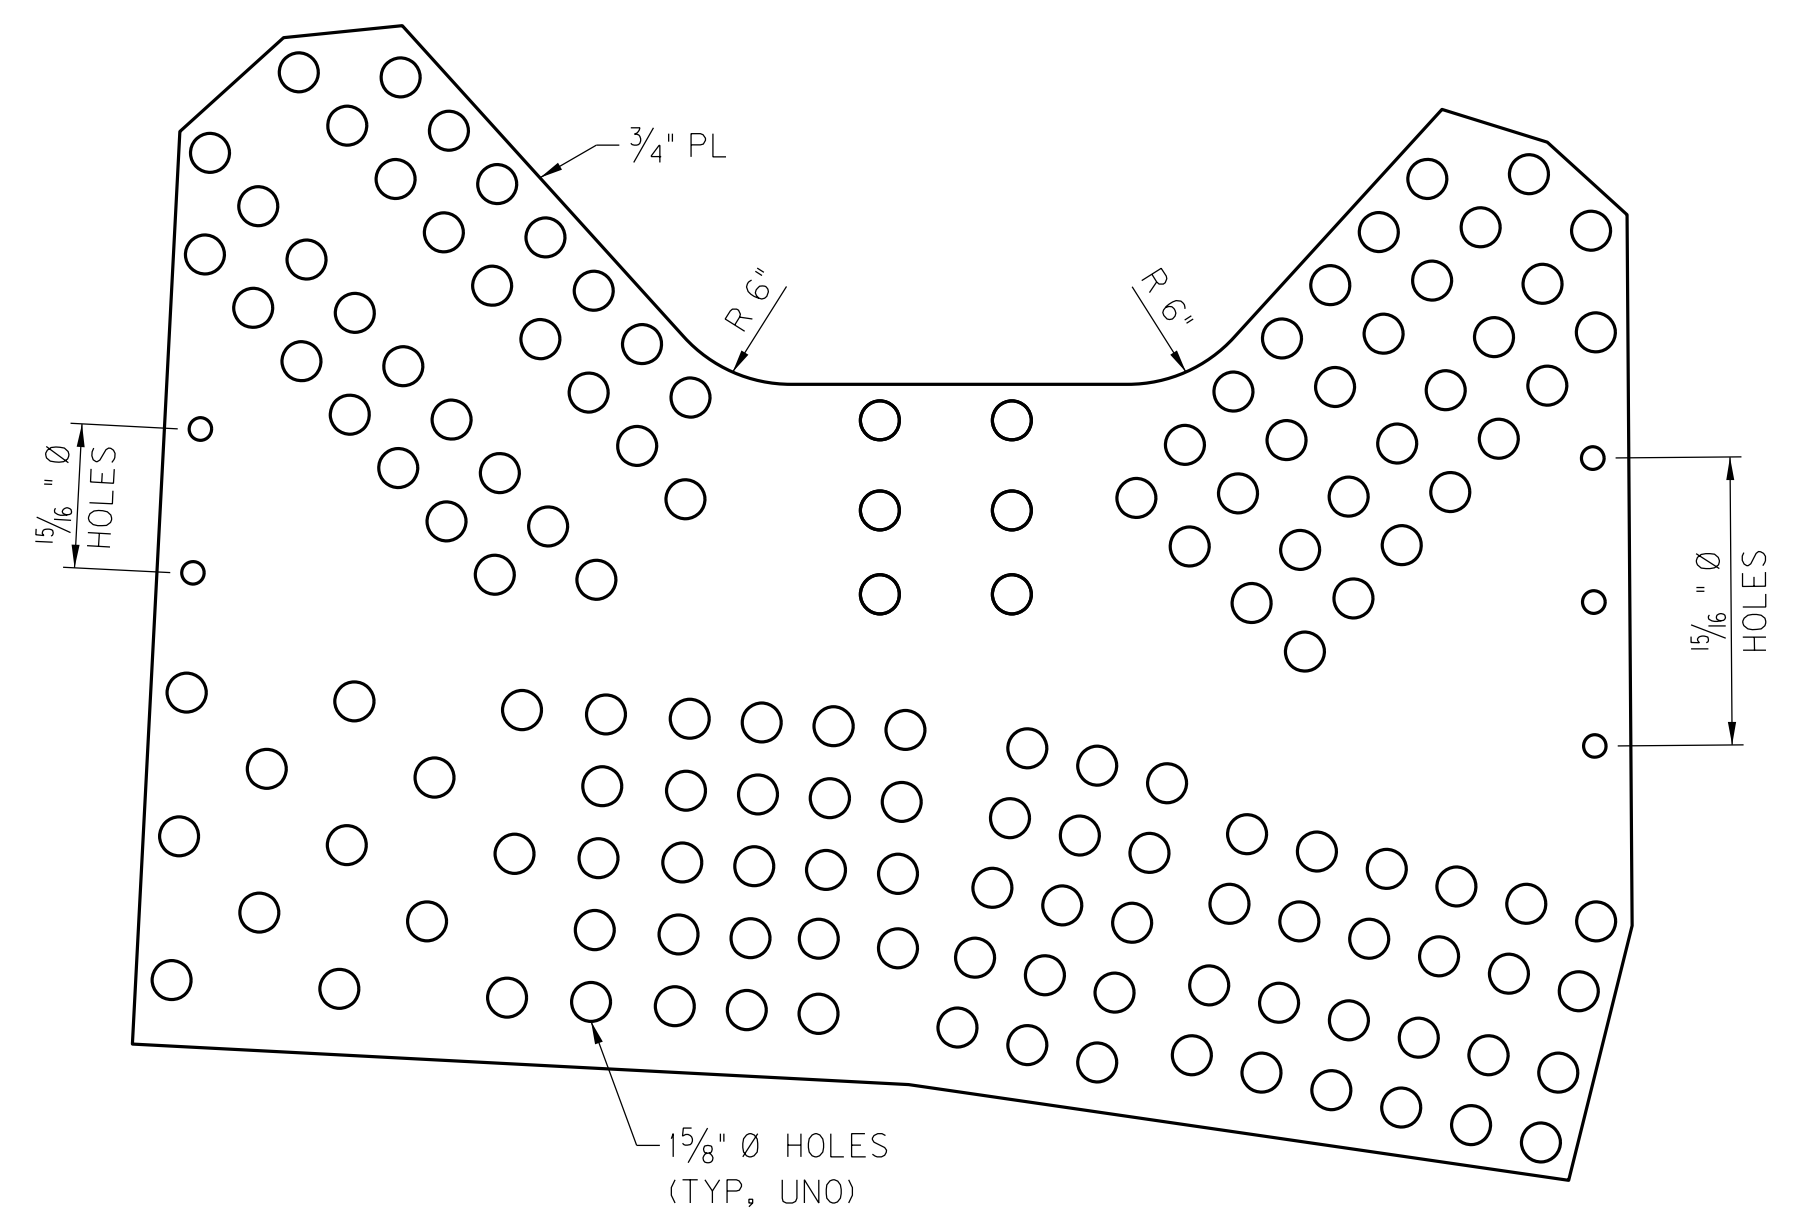 3/4" PL
R 6"
R 6"
15/16 " Ø
HOLES
15/16 " Ø
HOLES
1 5/8" Ø HOLES
(TYP, UNO)